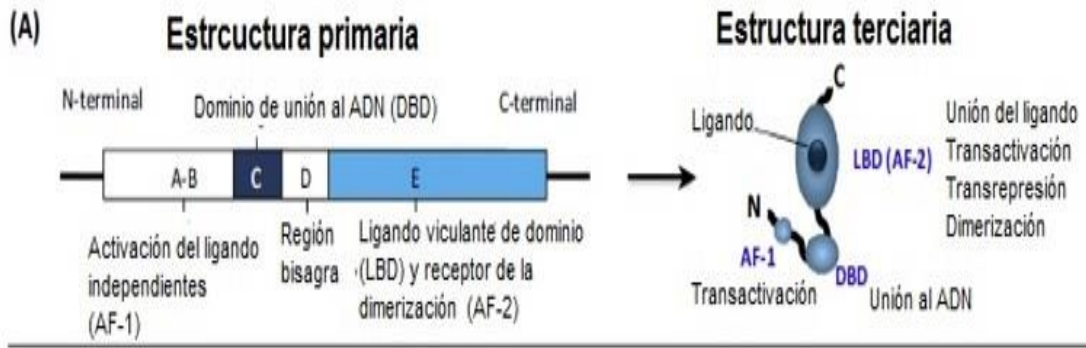 (A)
Estrcuctura primaria
N-terminal
Dominio de unión al ADN (DBD)
C-terminal
A-B
C
D
E
Activación del ligando
independientes
(AF-1)
Región
bisagra
Ligando viculante de dominio
(LBD) y receptor de la
dimerización (AF-2)
Estructura terciaria
C
Ligando
LBD (AF-2)
Unión del ligando
Transactivación
Transrepresión
Dimerización
N
AF-1
DBD
Transactivación
Unión al ADN